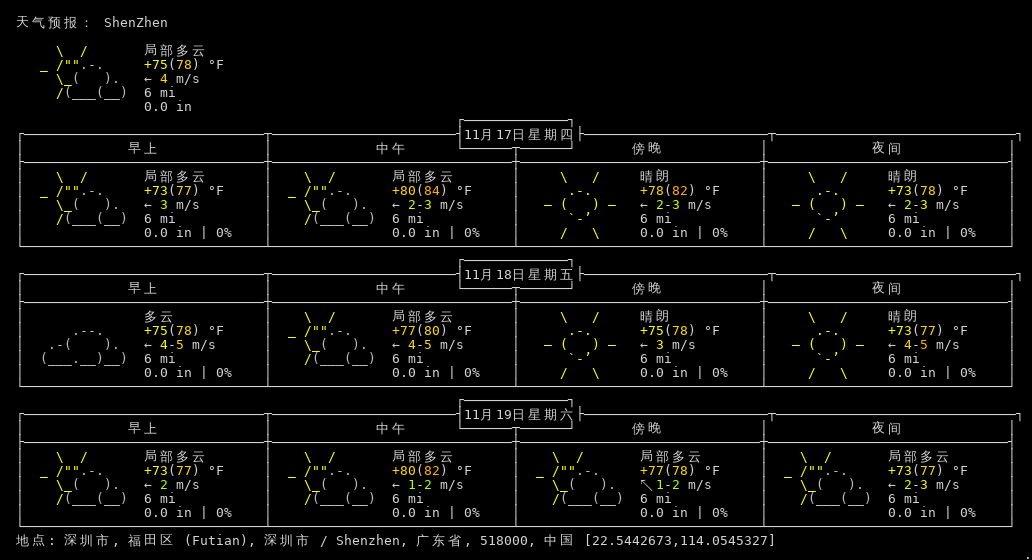 天气预报： ShenZhen
局部多云
+75(78) °F
← 4 m/s
6 mi
0.0 in
11月17日星期四
早上 中午 傍晚 夜间
局部多云 局部多云 晴朗 晴朗
+73(77) °F +80(84) °F +78(82) °F +73(78) °F
← 3 m/s ← 2-3 m/s ← 2-3 m/s ← 2-3 m/s
6 mi 6 mi 6 mi 6 mi
0.0 in | 0% 0.0 in | 0% 0.0 in | 0% 0.0 in | 0%
11月18日星期五
早上 中午 傍晚 夜间
多云 局部多云 晴朗 晴朗
+75(78) °F +77(80) °F +75(78) °F +73(77) °F
← 4-5 m/s ← 4-5 m/s ← 3 m/s ← 4-5 m/s
6 mi 6 mi 6 mi 6 mi
0.0 in | 0% 0.0 in | 0% 0.0 in | 0% 0.0 in | 0%
11月19日星期六
早上 中午 傍晚 夜间
局部多云 局部多云 局部多云 局部多云
+73(77) °F +80(82) °F +77(78) °F +73(77) °F
← 2 m/s ← 1-2 m/s ↖ 1-2 m/s ← 2-3 m/s
6 mi 6 mi 6 mi 6 mi
0.0 in | 0% 0.0 in | 0% 0.0 in | 0% 0.0 in | 0%
地点: 深圳市, 福田区 (Futian), 深圳市 / Shenzhen, 广东省, 518000, 中国 [22.5442673,114.0545327]